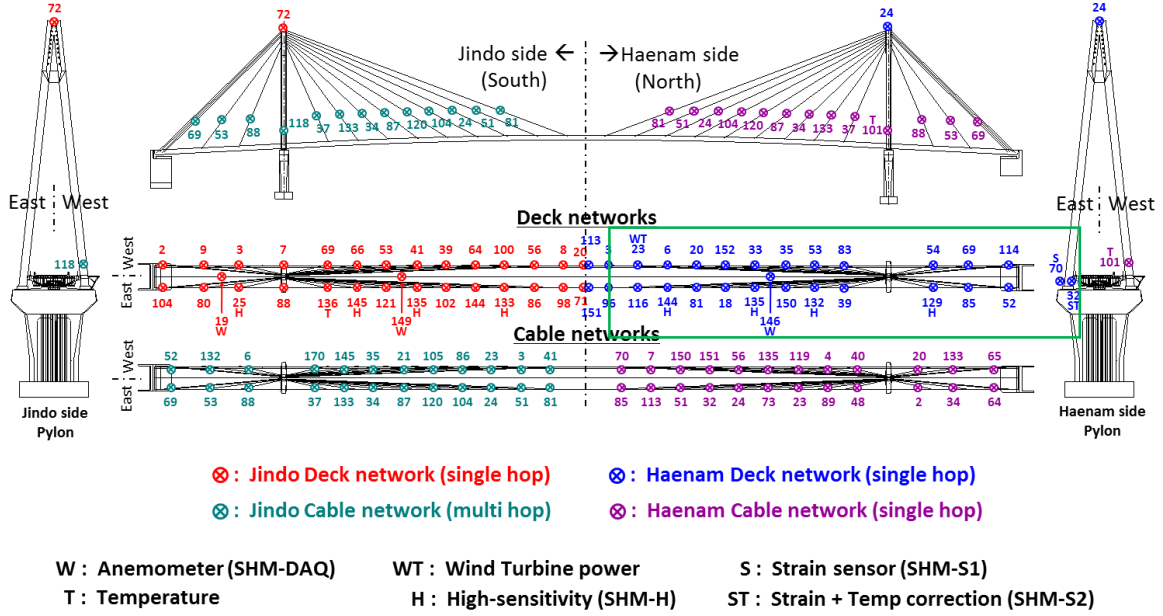 72
72
24
24
Jindo side
(South)
Haenam side
(North)
69 53 88 118 37 133 34 87 120 104 24 51 81
81 51 24 104 120 87 34 133 37 T 101 88 53 69
East West
East West
118
T
101
S
70
32
ST
Deck networks
West
East
2 9 3 7 69 66 53 41 39 64 100 56 8 20
113 3 WT 23 6 20 152 33 35 53 83 54 69 114
104 80 25 88 136 145 121 135 102 144 133 86 98 71
H T H H H
151 96 116 144 81 18 135 150 132 39 129 85 52
H H H H
19
W
149
W
146
W
Cable networks
West
East
52 132 6 170 145 35 21 105 86 23 3 41
70 7 150 151 56 135 119 4 40 20 133 65
69 53 88 37 133 34 87 120 104 24 51 81
85 113 51 32 24 73 23 89 48 2 34 64
Jindo side
Pylon
Haenam side
Pylon
: Jindo Deck network (single hop)
: Haenam Deck network (single hop)
: Jindo Cable network (multi hop)
: Haenam Cable network (single hop)
W : Anemometer (SHM-DAQ)
WT : Wind Turbine power
S : Strain sensor (SHM-S1)
T : Temperature
H : High-sensitivity (SHM-H)
ST : Strain + Temp correction (SHM-S2)